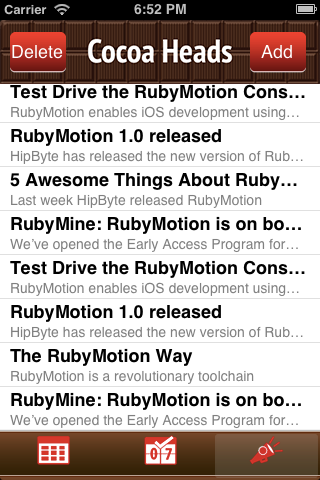 Carrier 6:52 PM
Delete Cocoa Heads Add
Test Drive the RubyMotion Cons…
RubyMotion enables iOS development using…
RubyMotion 1.0 released
HipByte has released the new version of Rub…
5 Awesome Things About Ruby…
Last week HipByte released RubyMotion
RubyMine: RubyMotion is on bo…
We've opened the Early Access Program for…
Test Drive the RubyMotion Cons…
RubyMotion enables iOS development using…
RubyMotion 1.0 released
HipByte has released the new version of Rub…
The RubyMotion Way
RubyMotion is a revolutionary toolchain
RubyMine: RubyMotion is on bo…
We've opened the Early Access Program for…
07